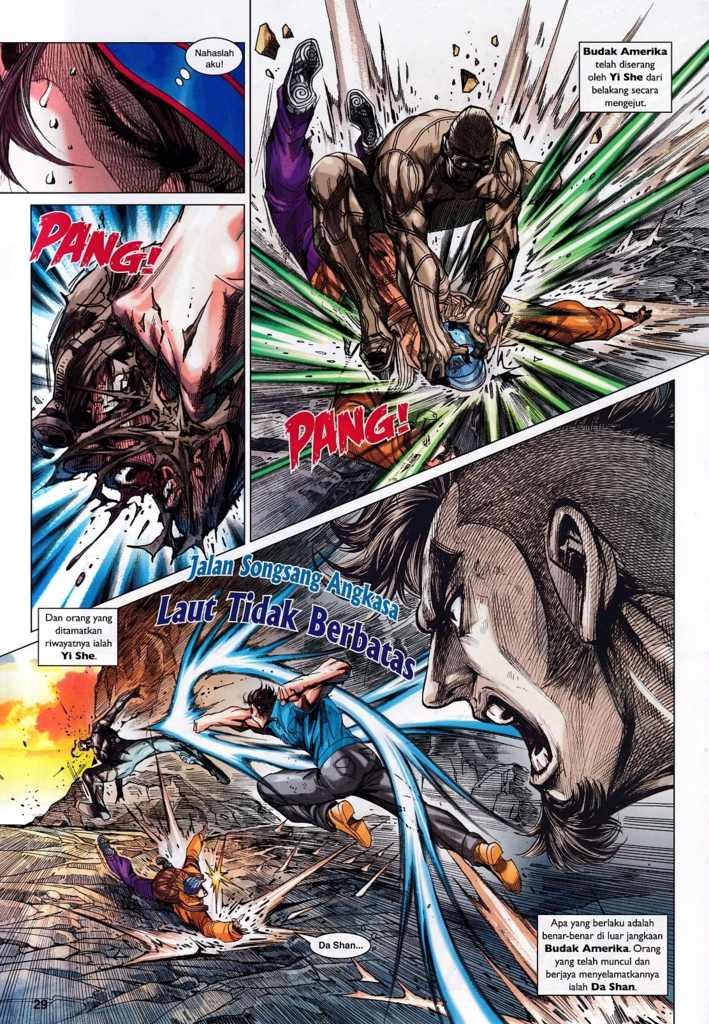 Nahaslah
aku!
Budak Amerika
telah diserang
oleh Yi She dari
belakang secara
mengejut.
PANG!
PANG!
Jalan Songsang Angkasa
Laut Tidak Berbatas
Dan orang yang
ditamatkan
riwayatnya ialah
Yi She.
Da Shan...
Apa yang berlaku adalah
benar-benar di luar jangkaan
Budak Amerika. Orang
yang telah muncul dan
berjaya menyelamatkannya
ialah Da Shan.
29